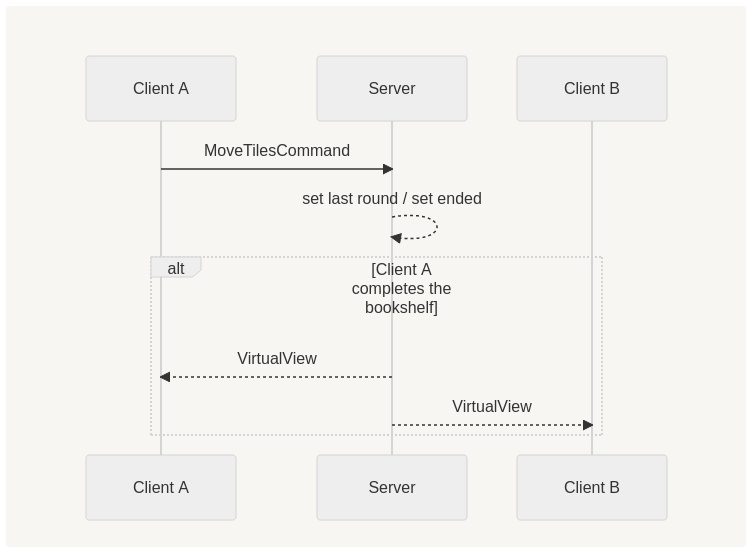 Client A
Server
Client B
MoveTilesCommand
set last round / set ended
alt
[Client A
completes the
bookshelf]
VirtualView
VirtualView
Client A
Server
Client B